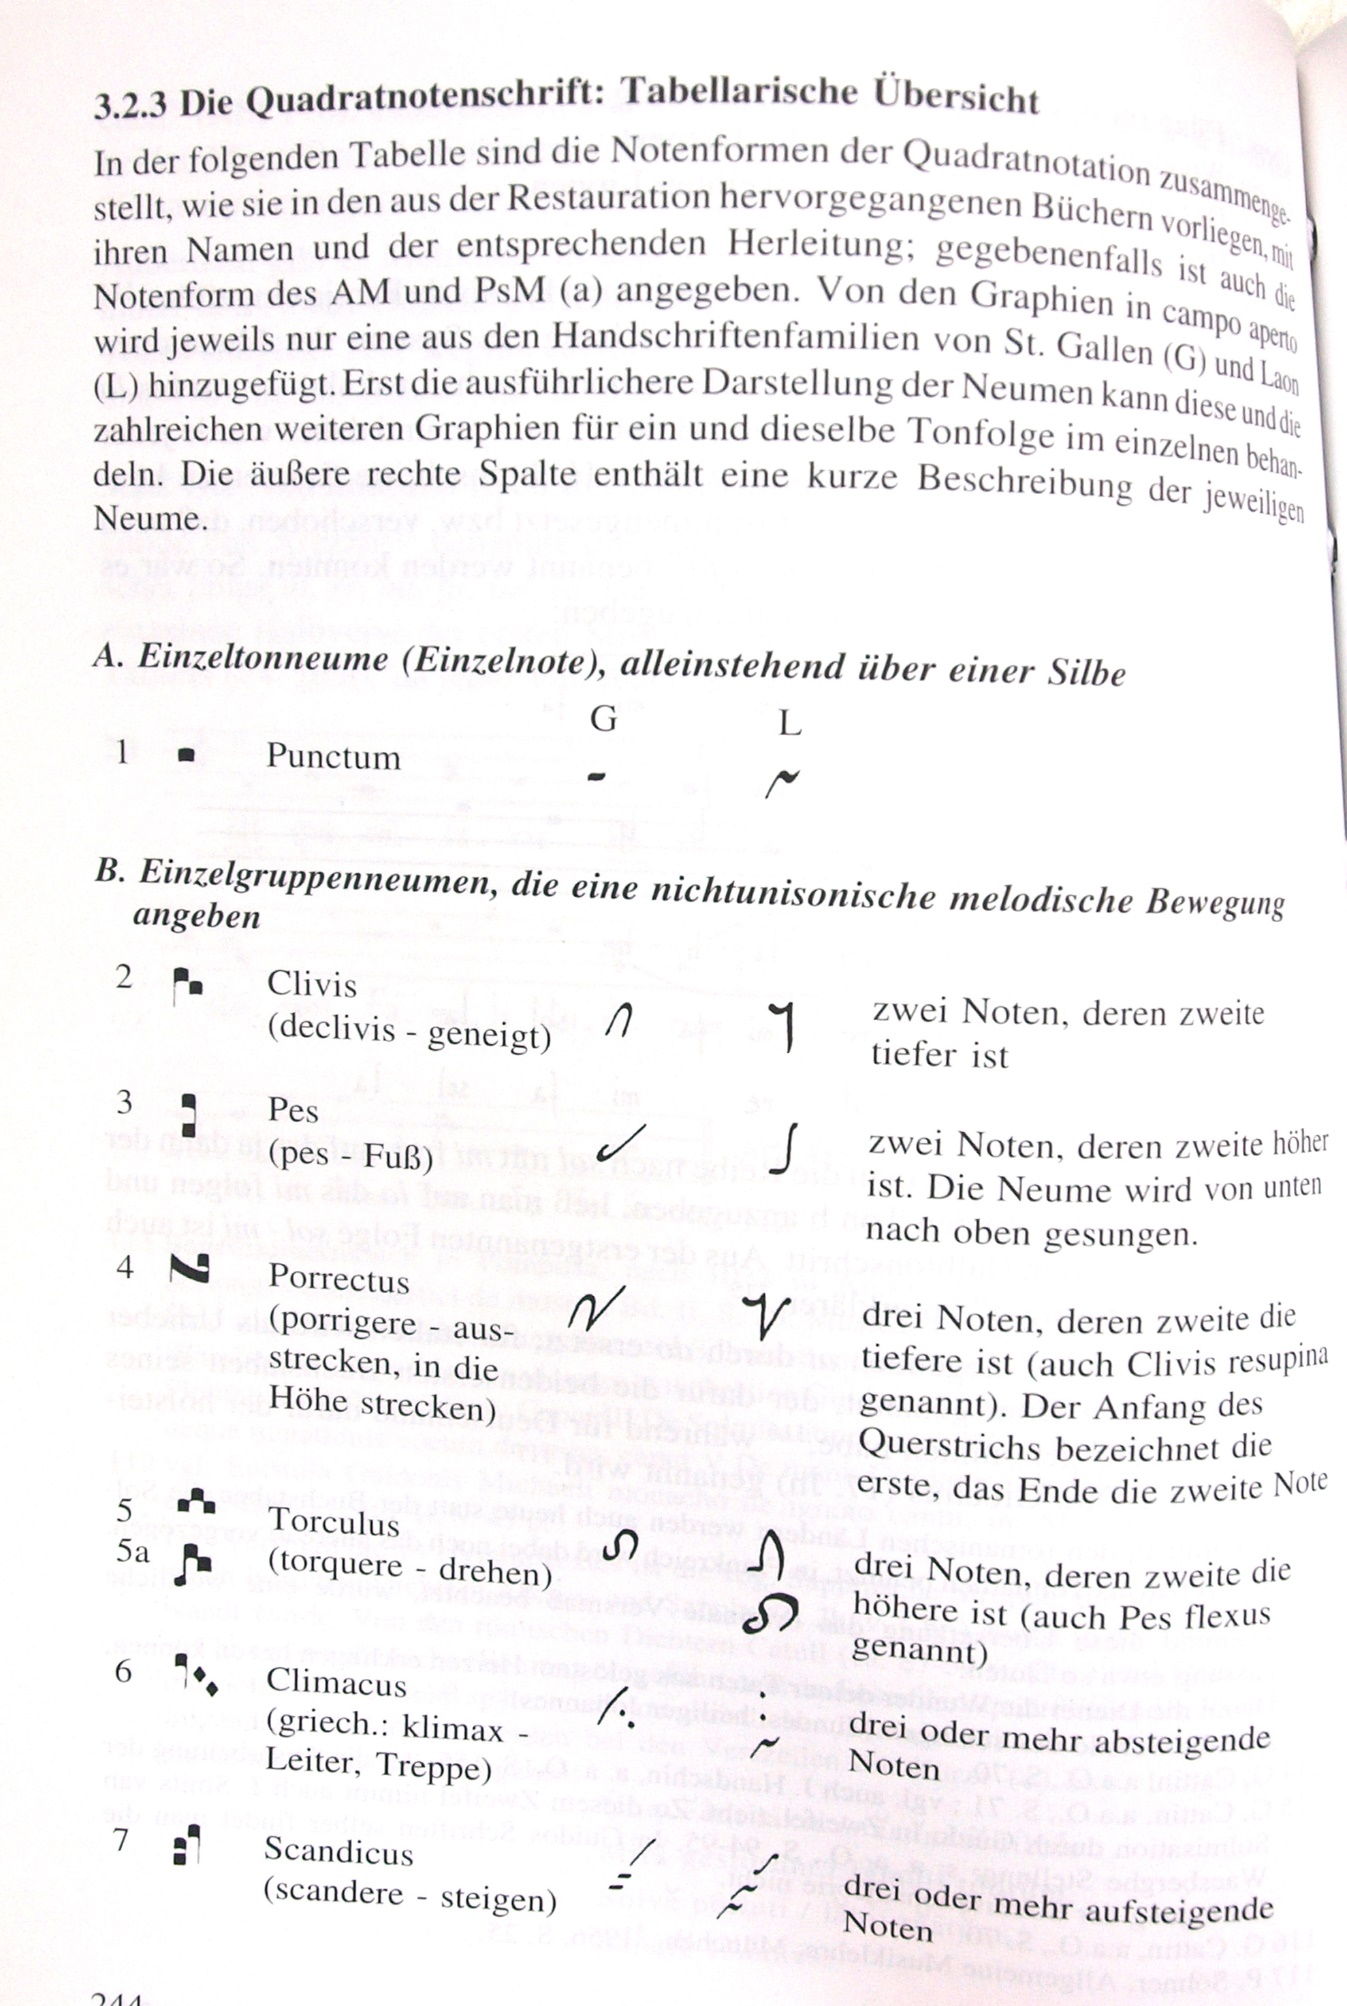 3.2.3 Die Quadratnotenschrift: Tabellarische Übersicht
In der folgenden Tabelle sind die Notenformen der Quadratnotation zusammenge-
stellt, wie sie in den aus der Restauration hervorgegangenen Büchern vorliegen, mit
ihren Namen und der entsprechenden Herleitung; gegebenenfalls ist auch die
Notenform des AM und PsM (a) angegeben. Von den Graphien in campo aperto
wird jeweils nur eine aus den Handschriftenfamilien von St. Gallen (G) und Laon
(L) hinzugefügt. Erst die ausführlichere Darstellung der Neumen kann diese und die
zahlreichen weiteren Graphien für ein und dieselbe Tonfolge im einzelnen behan-
deln. Die äußere rechte Spalte enthält eine kurze Beschreibung der jeweiligen
Neume.
A. Einzeltonneume (Einzelnote), alleinstehend über einer Silbe
G L
1 Punctum
B. Einzelgruppenneumen, die eine nichtunisonische melodische Bewegung
angeben
2 Clivis
(declivis - geneigt)
zwei Noten, deren zweite
tiefer ist
3 Pes
(pes - Fuß)
zwei Noten, deren zweite höher
ist. Die Neume wird von unten
nach oben gesungen.
4 Porrectus
(porrigere - aus-
strecken, in die
Höhe strecken)
drei Noten, deren zweite die
tiefere ist (auch Clivis resupina
genannt). Der Anfang des
Querstrichs bezeichnet die
erste, das Ende die zweite Note
5 Torculus
5a (torquere - drehen)
drei Noten, deren zweite die
höhere ist (auch Pes flexus
genannt)
6 Climacus
(griech.: klimax -
Leiter, Treppe)
drei oder mehr absteigende
Noten
7 Scandicus
(scandere - steigen)
drei oder mehr aufsteigende
Noten
244